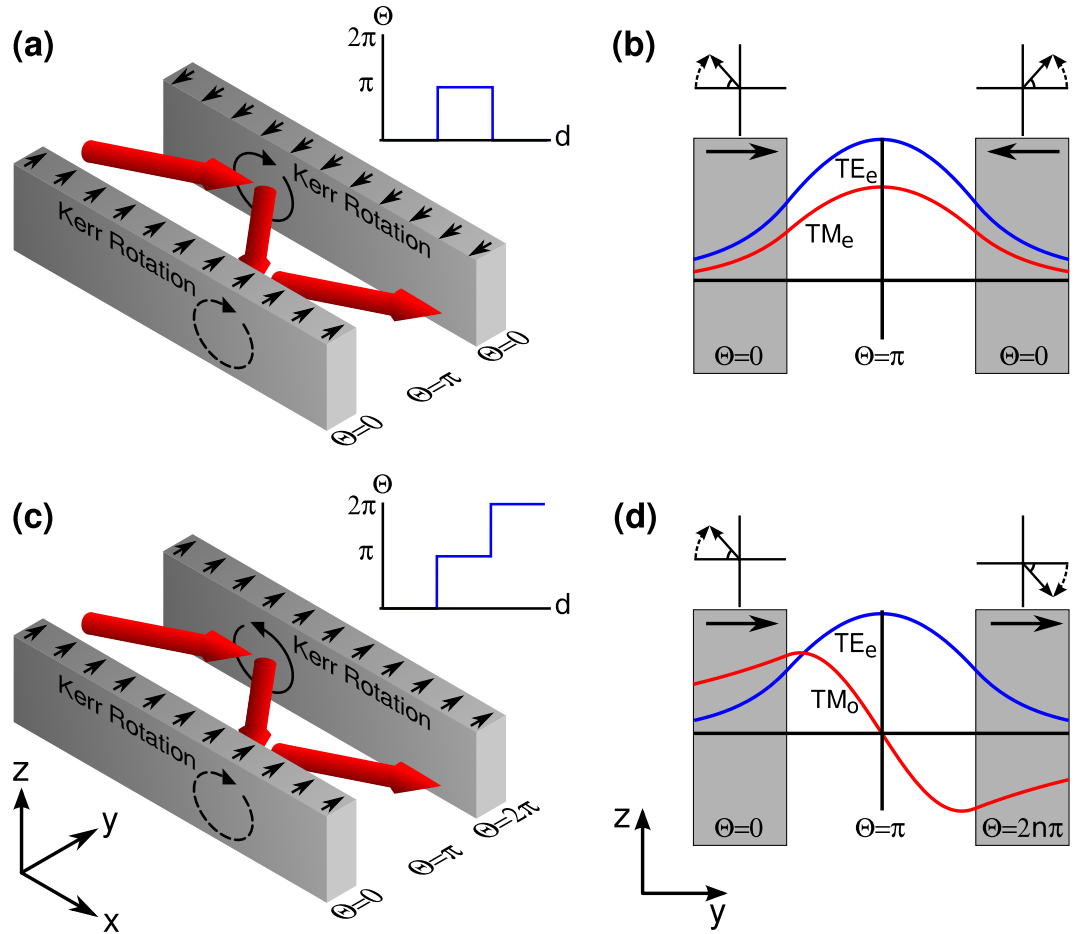 (a)
Θ
2π
π
d
Kerr Rotation
Kerr Rotation
Θ=0
Θ=π
Θ=0
(b)
TEe
TMe
Θ=0
Θ=π
Θ=0
(c)
Θ
2π
π
d
Kerr Rotation
Kerr Rotation
Θ=2π
Θ=π
Θ=0
z
y
x
(d)
TEe
TMo
Θ=0
Θ=π
Θ=2nπ
z
y